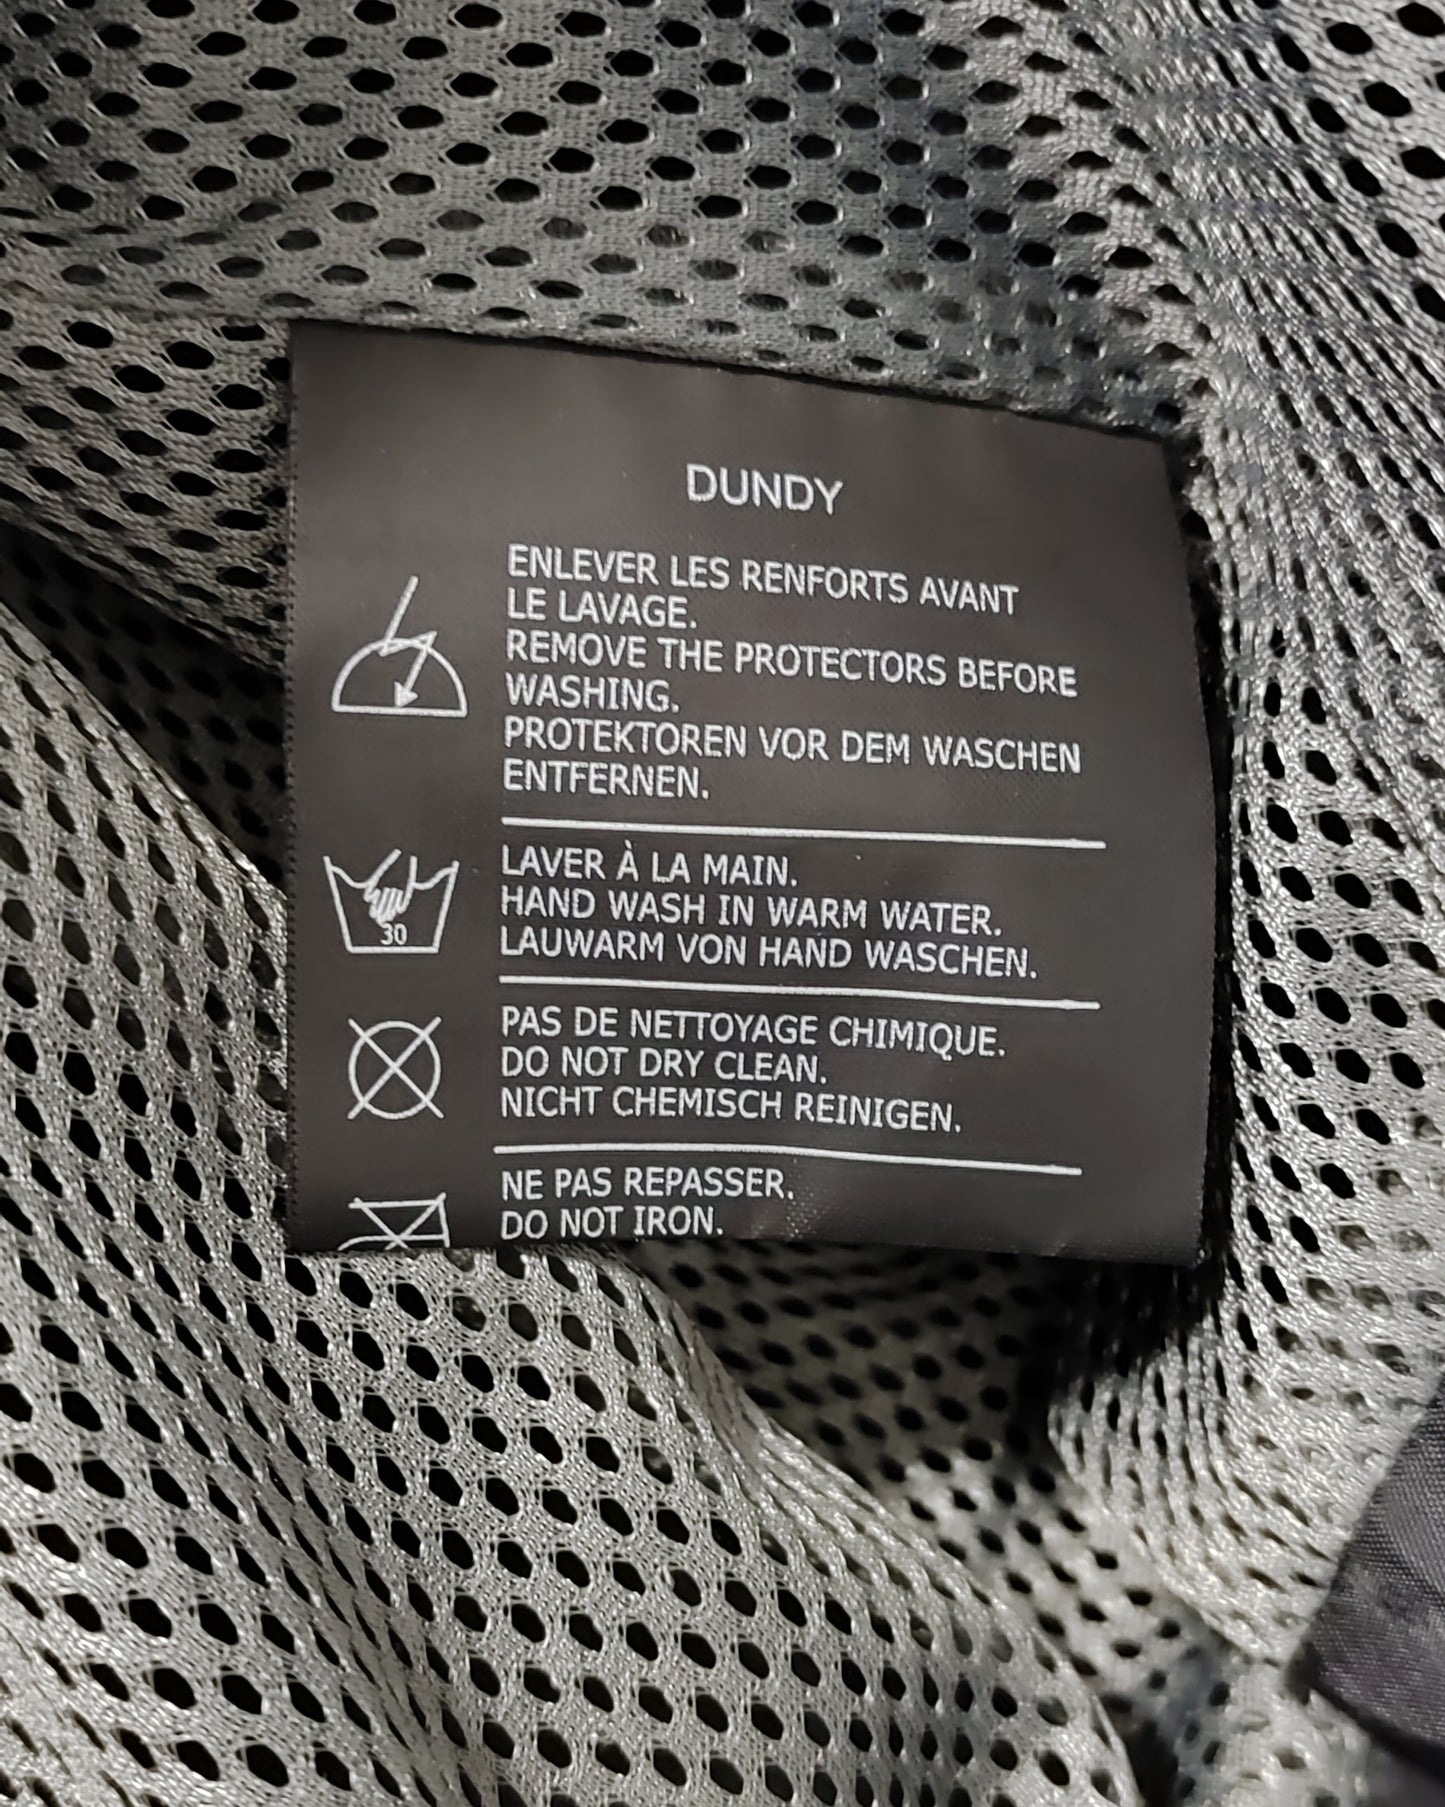 DUNDY
ENLEVER LES RENFORTS AVANT
LE LAVAGE.
REMOVE THE PROTECTORS BEFORE
WASHING.
PROTEKTOREN VOR DEM WASCHEN
ENTFERNEN.
LAVER À LA MAIN.
HAND WASH IN WARM WATER.
LAUWARM VON HAND WASCHEN.
30
PAS DE NETTOYAGE CHIMIQUE.
DO NOT DRY CLEAN.
NICHT CHEMISCH REINIGEN.
NE PAS REPASSER.
DO NOT IRON.